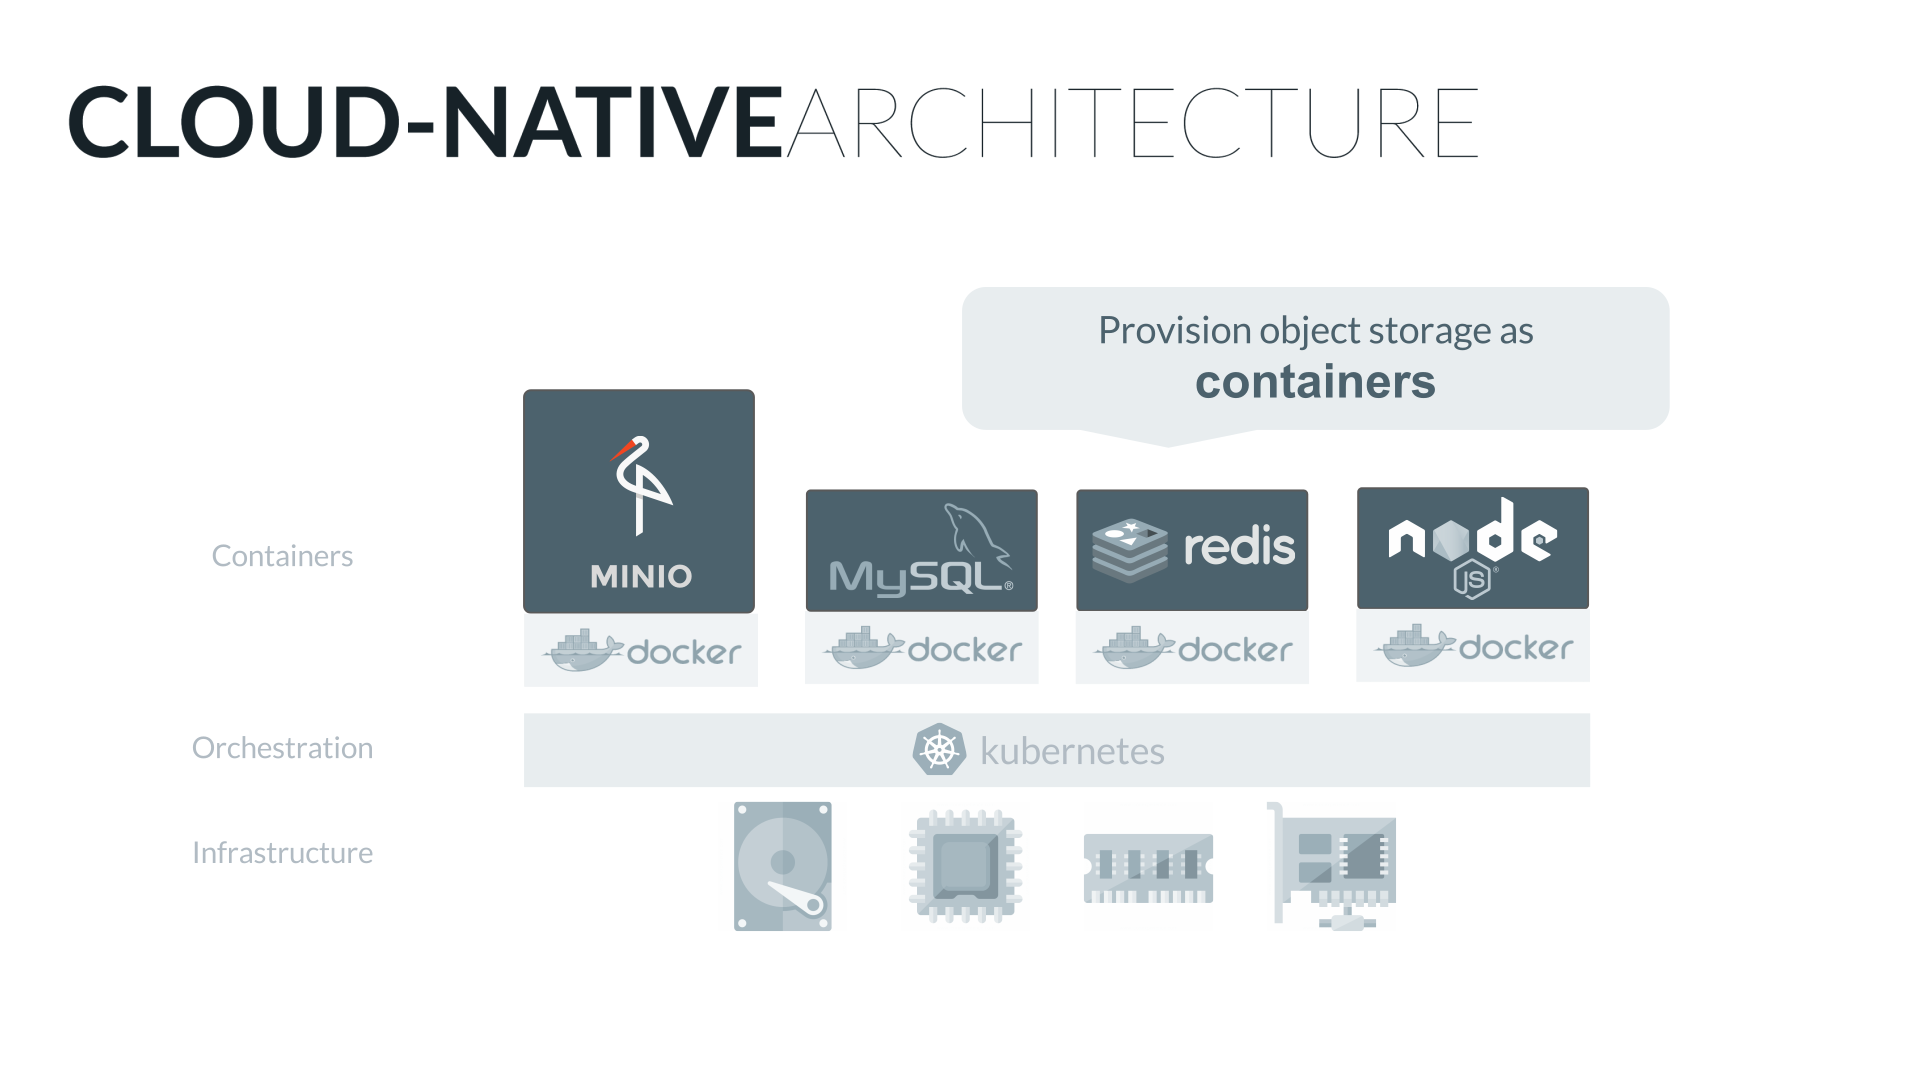 CLOUD-NATIVEARCHITECTURE
Provision object storage as
containers
Containers
MINIO
MySQL®
redis
node
JS®
docker
docker
docker
docker
Orchestration
kubernetes
Infrastructure